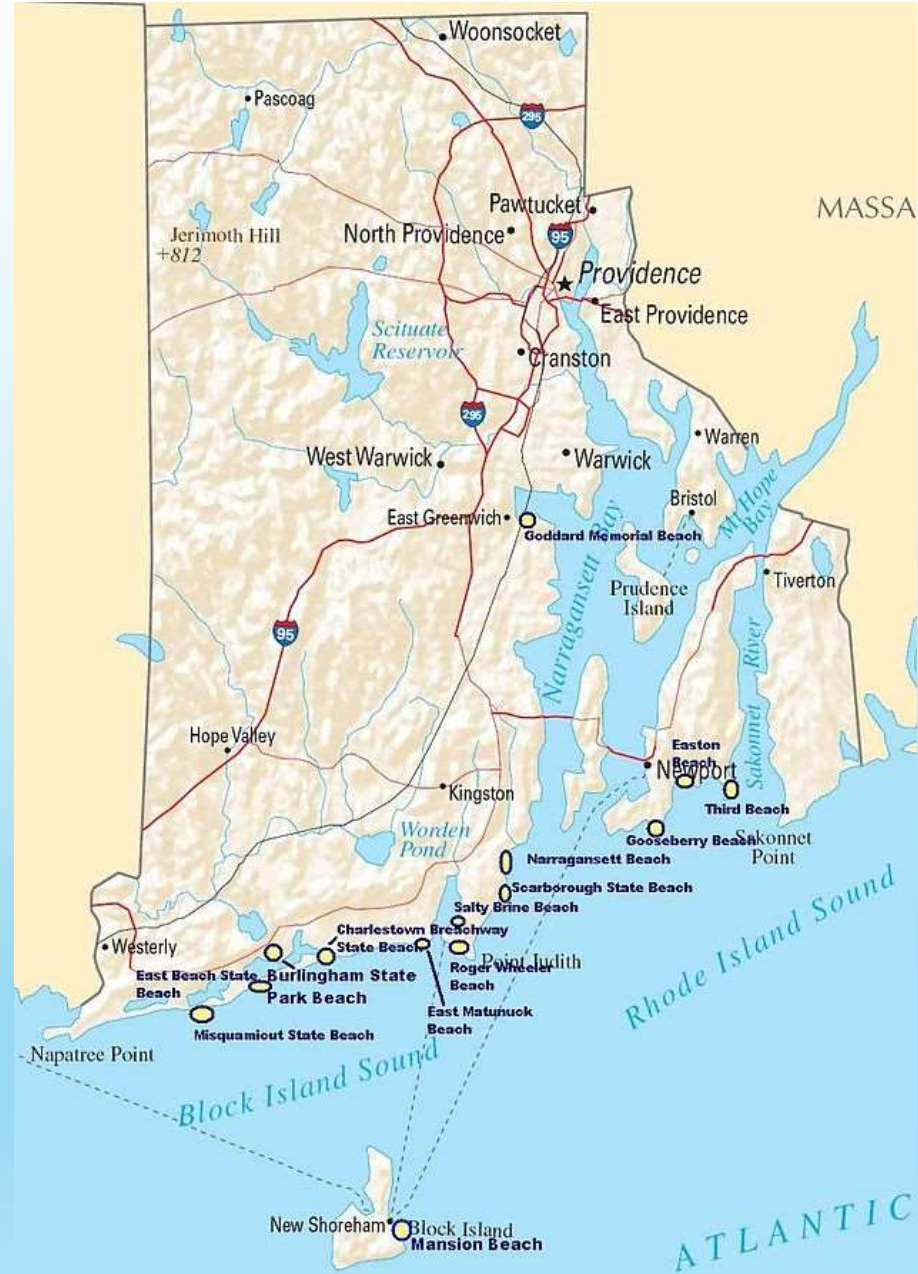 Woonsocket
295
Pascoag
MASSA
Pawtucket
North Providence
95
Jerimoth Hill
+812
Providence
East Providence
Scituate
Reservoir
Cranston
295
Warren
West Warwick
Warwick
Mt Hope
Bay
Bristol
East Greenwich
Goddard Memorial Beach
Narragansett Bay
Prudence
Island
Tiverton
95
Sakonnet River
Hope Valley
Easton
Beach
Newport
Kingston
Third Beach
Worden
Pond
Gooseberry Beach
Sakonnet
Point
Narragansett Beach
Scarborough State Beach
Salty Brine Beach
Charlestown Breachway
State Beach
Westerly
Point Judith
East Beach State
Beach
Burlingham State
Park Beach
Roger Wheeler
Beach
East Matunuck
Beach
Misquamicut State Beach
Rhode Island Sound
Napatree Point
Block Island Sound
New Shoreham
Block Island
Mansion Beach
ATLANTIC